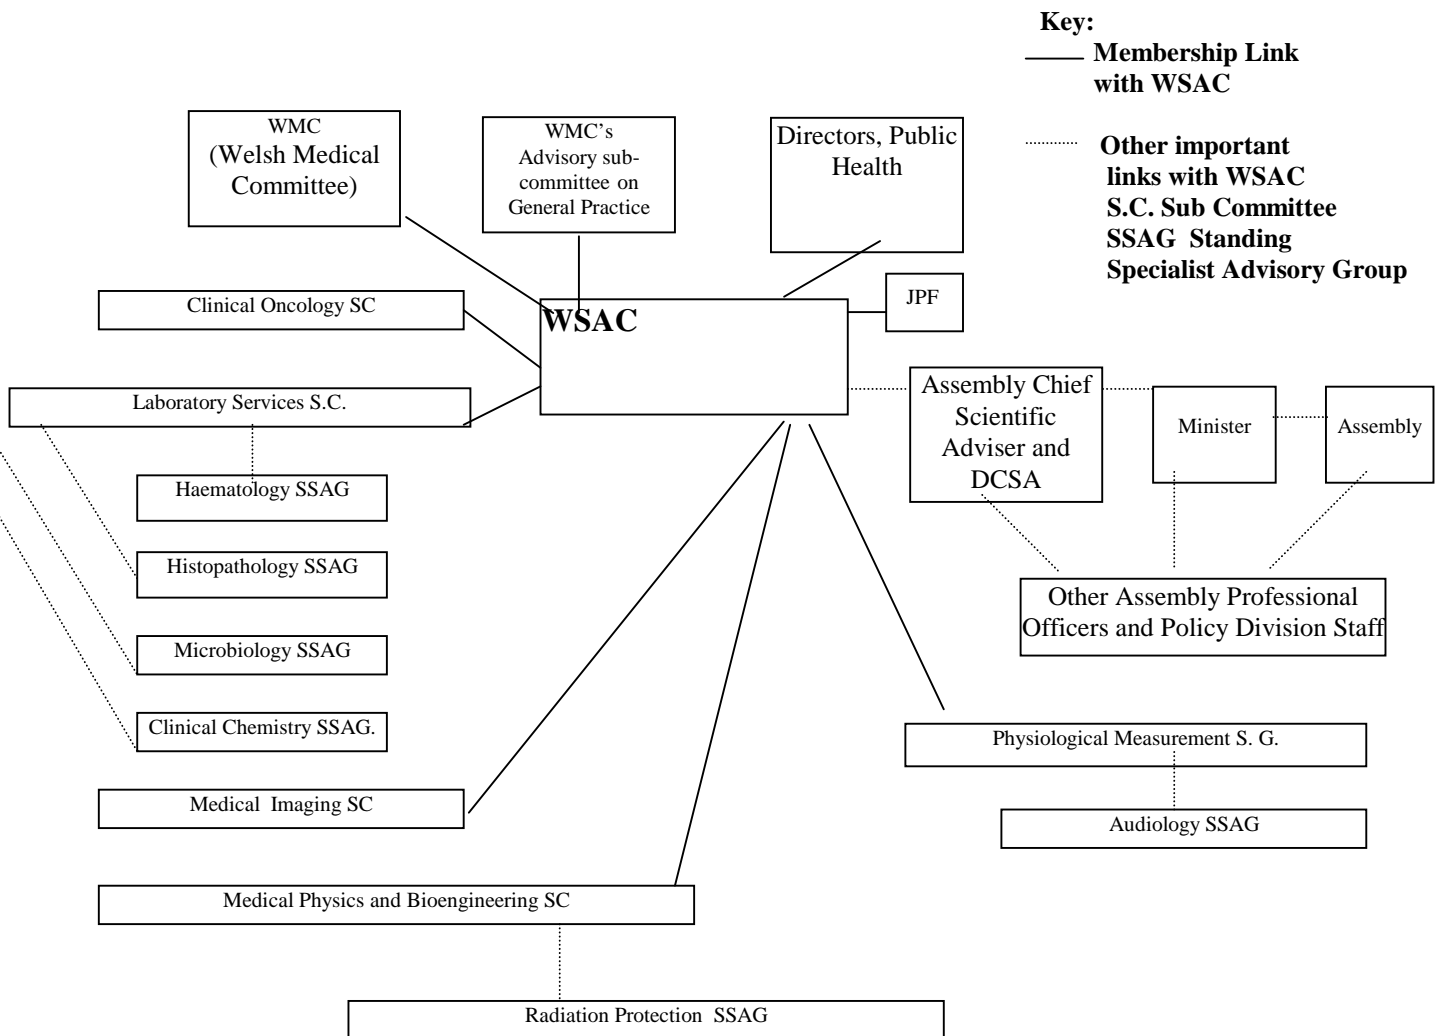 Key:
Membership Link
with WSAC
Other important
links with WSAC
S.C. Sub Committee
SSAG Standing
Specialist Advisory Group
WMC
(Welsh Medical
Committee)
WMC's
Advisory sub-
committee on
General Practice
Directors, Public
Health
Clinical Oncology SC
WSAC
JPF
Laboratory Services S.C.
Assembly Chief
Scientific
Adviser and
DCSA
Minister
Assembly
Haematology SSAG
Histopathology SSAG
Other Assembly Professional
Officers and Policy Division Staff
Microbiology SSAG
Clinical Chemistry SSAG.
Physiological Measurement S. G.
Medical Imaging SC
Audiology SSAG
Medical Physics and Bioengineering SC
Radiation Protection SSAG